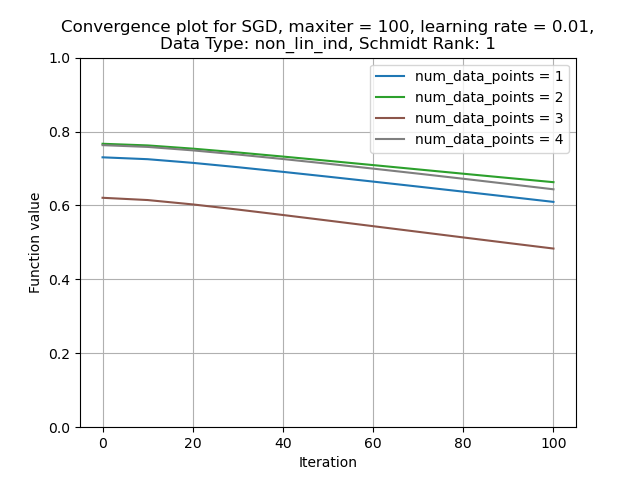 Convergence plot for SGD, maxiter = 100, learning rate = 0.01,
Data Type: non_lin_ind, Schmidt Rank: 1
num_data_points = 1
num_data_points = 2
num_data_points = 3
num_data_points = 4
Function value
1.0
0.8
0.6
0.4
0.2
0.0
0 20 40 60 80 100
Iteration